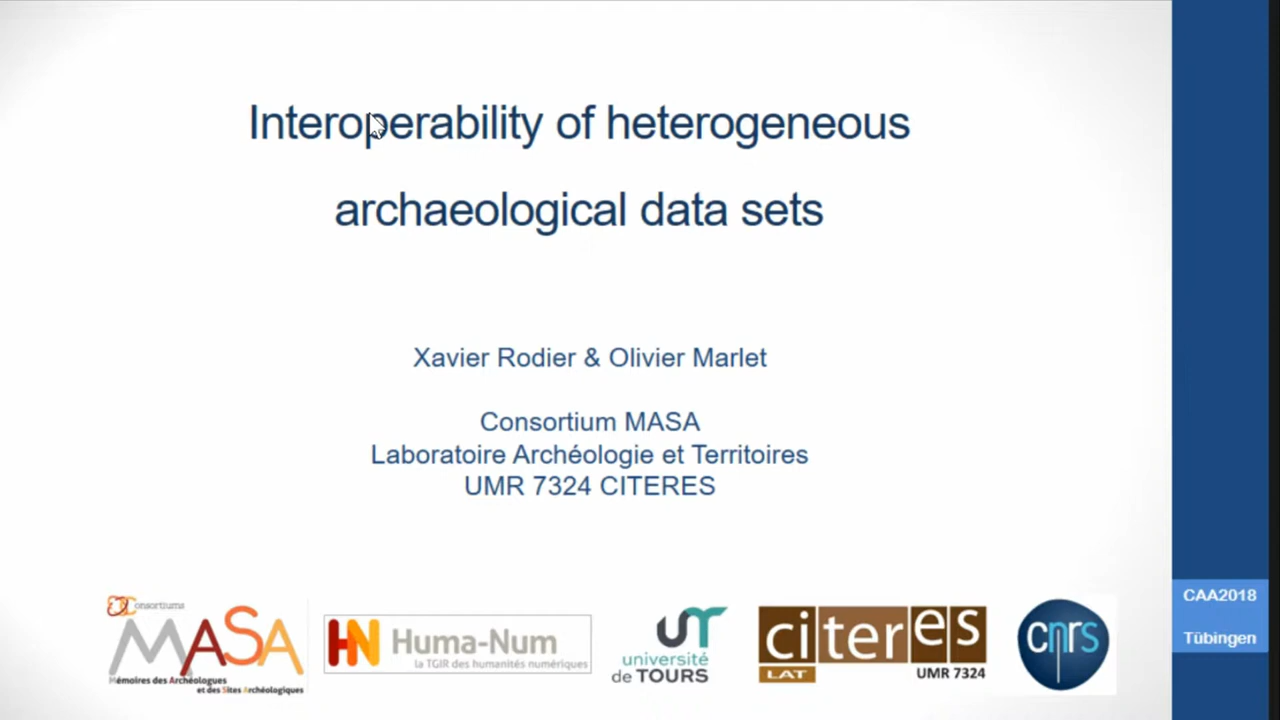 Interoperability of heterogeneous
archaeological data sets
Xavier Rodier & Olivier Marlet
Consortium MASA
Laboratoire Archéologie et Territoires
UMR 7324 CITERES
CAA2018
Tübingen
Consortiums
MASA
Mémoires des Archéologues
et des Sites Archéologiques
HN Huma-Num
la TGIR des humanités numériques
UT
université
de TOURS
citeres
LAT
UMR 7324
cnrs